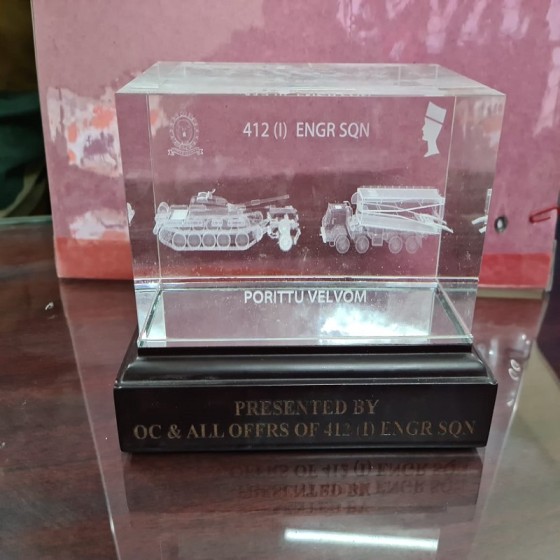 412 (I) ENGR SQN
PORITTU VELVOM
PRESENTED BY
OC & ALL OFFRS OF 412 (I) ENGR SQN